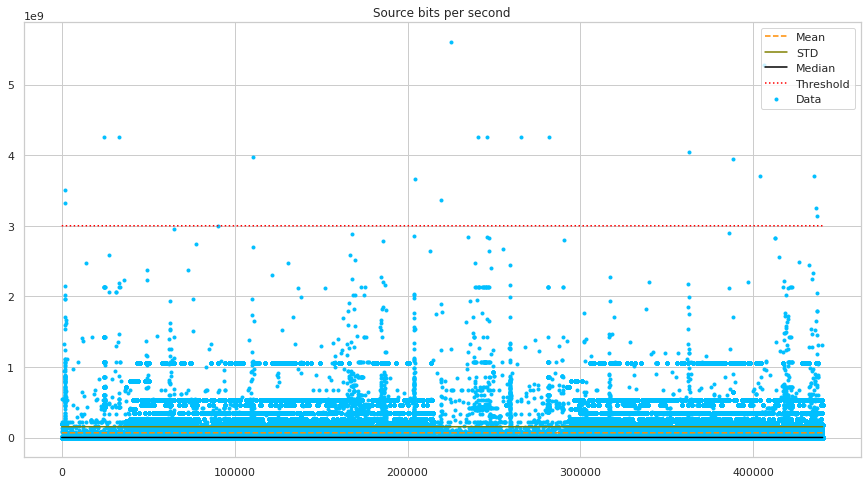 Source bits per second
1e9
Mean
STD
Median
Threshold
Data
5
4
3
2
1
0
0
100000
200000
300000
400000